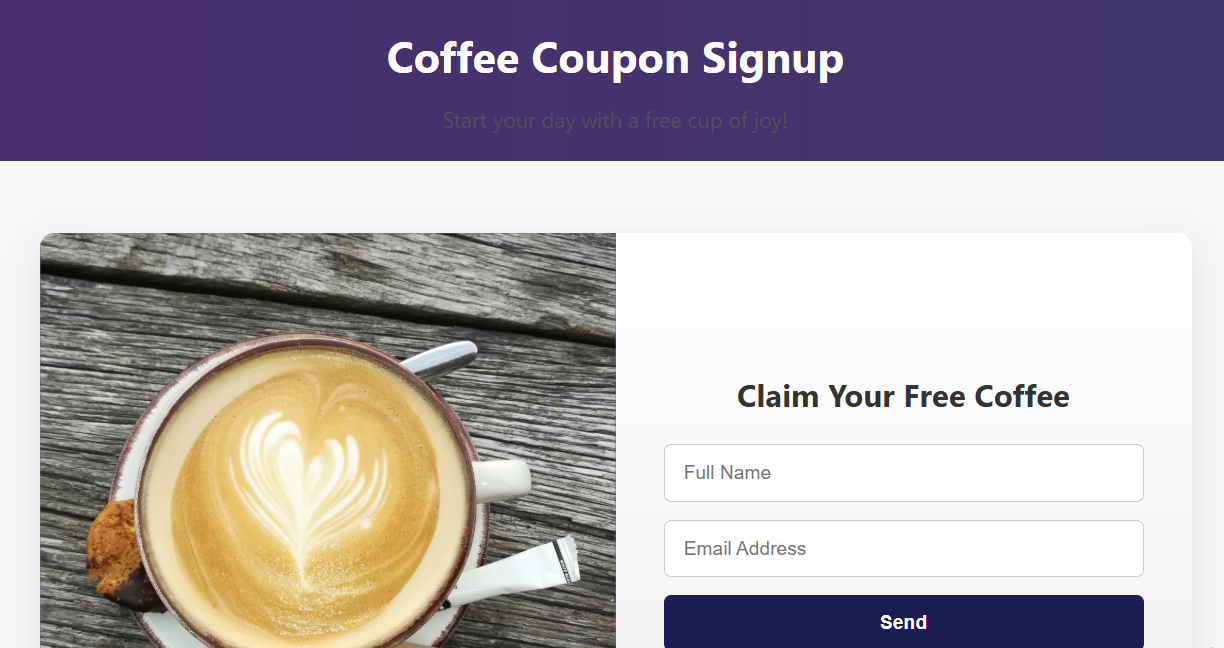 Coffee Coupon Signup
Start your day with a free cup of joy!
Claim Your Free Coffee
Full Name
Email Address
Send